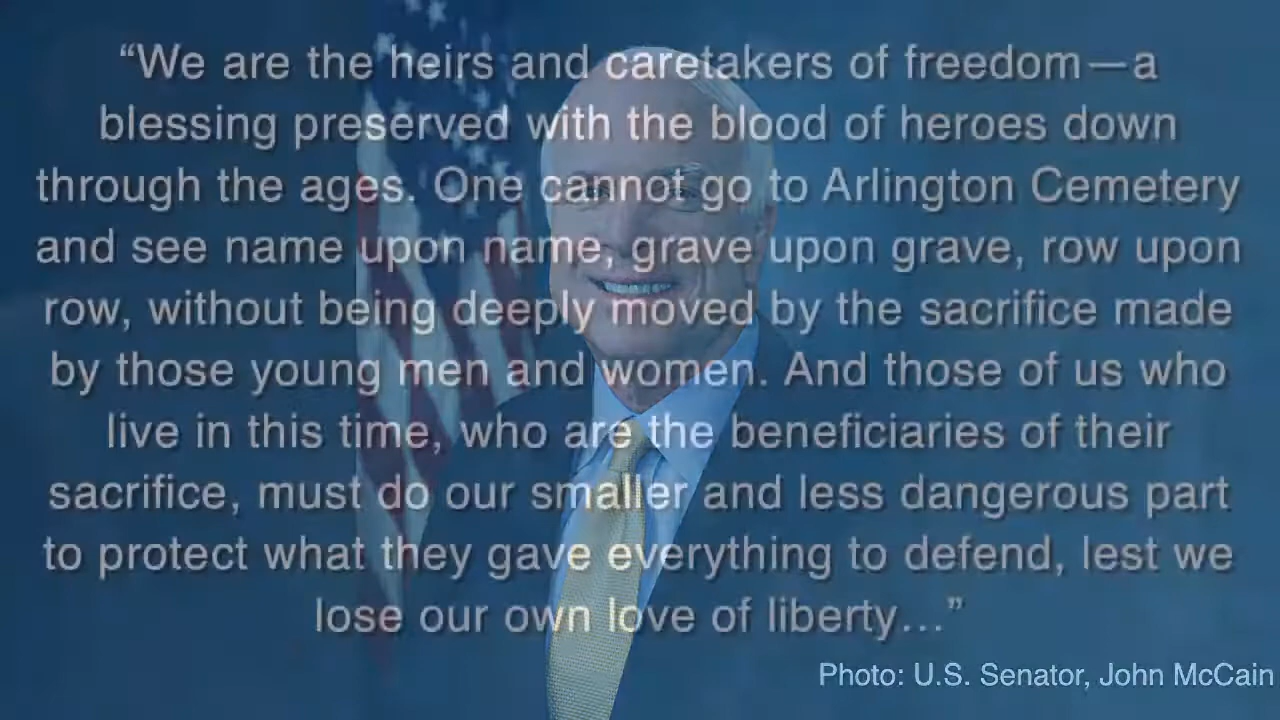 “We are the heirs and caretakers of freedom—a
blessing preserved with the blood of heroes down
through the ages. One cannot go to Arlington Cemetery
and see name upon name, grave upon grave, row upon
row, without being deeply moved by the sacrifice made
by those young men and women. And those of us who
live in this time, who are the beneficiaries of their
sacrifice, must do our smaller and less dangerous part
to protect what they gave everything to defend, lest we
lose our own love of liberty…”
Photo: U.S. Senator, John McCain